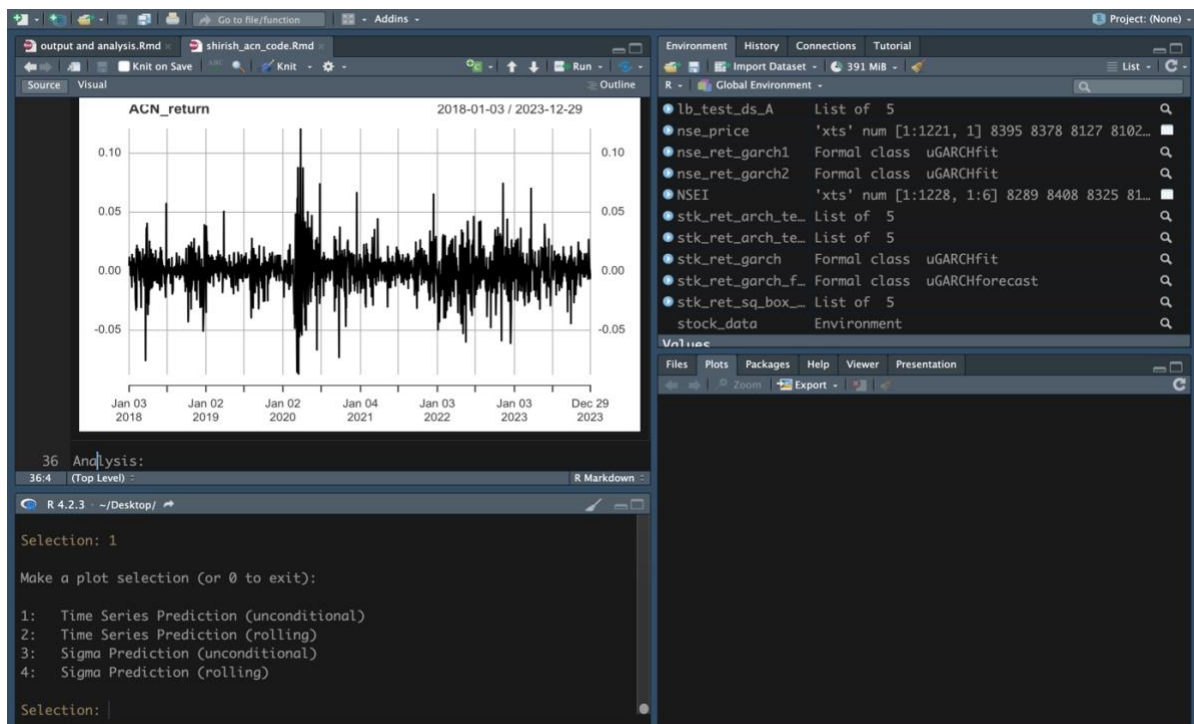 Go to file/function
Addins
Project: (None)
output and analysis.Rmd
shirish_acn_code.Rmd
Knit on Save
ABC
Knit
Run
Source Visual
Outline
ACN_return 2018-01-03 / 2023-12-29
0.10 0.10
0.05 0.05
0.00 0.00
-0.05 -0.05
Jan 03 Jan 02 Jan 02 Jan 04 Jan 03 Jan 03 Dec 29
2018 2019 2020 2021 2022 2023 2023
36 Analysis:
36:4 (Top Level) R Markdown
R 4.2.3 · ~/Desktop/
Selection: 1
Make a plot selection (or 0 to exit):
1: Time Series Prediction (unconditional)
2: Time Series Prediction (rolling)
3: Sigma Prediction (unconditional)
4: Sigma Prediction (rolling)
Selection:
Environment History Connections Tutorial
Import Dataset 391 MiB List
R Global Environment
lb_test_ds_A List of 5
nse_price 'xts' num [1:1221, 1] 8395 8378 8127 8102…
nse_ret_garch1 Formal class uGARCHfit
nse_ret_garch2 Formal class uGARCHfit
NSEI 'xts' num [1:1228, 1:6] 8289 8408 8325 81…
stk_ret_arch_te… List of 5
stk_ret_arch_te… List of 5
stk_ret_garch Formal class uGARCHfit
stk_ret_garch_f… Formal class uGARCHforecast
stk_ret_sq_box_… List of 5
stock_data Environment
Values
Files Plots Packages Help Viewer Presentation
Zoom Export